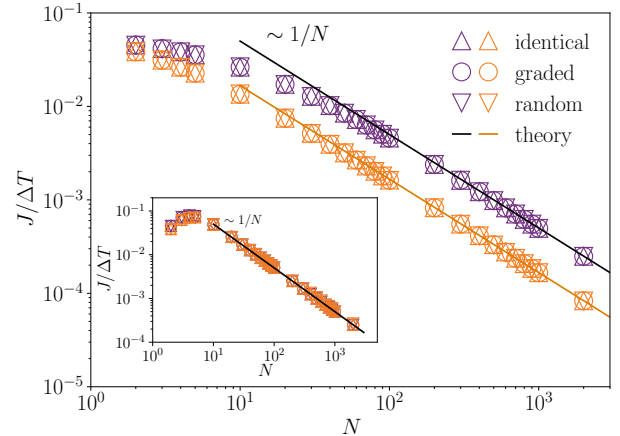 10^{-1}
10^{-2}
10^{-3}
10^{-4}
10^{-5}
J/ΔT
10^0
10^1
10^2
10^3
N
~ 1/N
identical
graded
random
theory
10^{-1}
10^{-2}
10^{-3}
10^{-4}
J/ΔT
10^0
10^1
10^2
10^3
N
~ 1/N